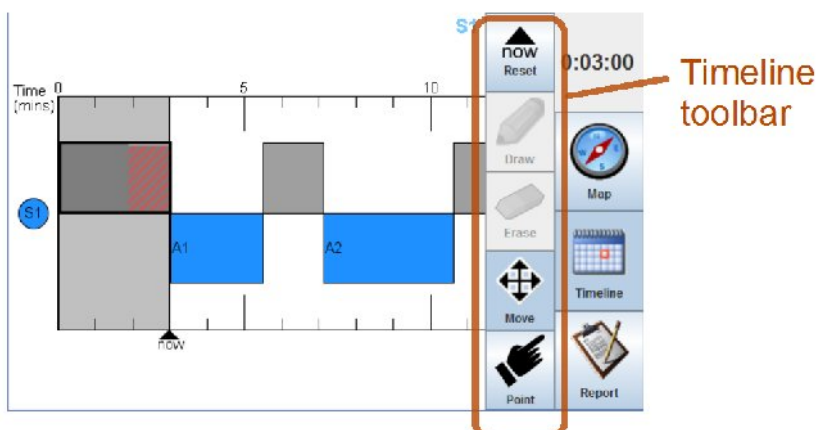 S1
now
Reset
0:03:00
Timeline
toolbar
Time
(mins)
0
5
10
Draw
Map
Erase
S1
A1
A2
Move
Timeline
now
Point
Report